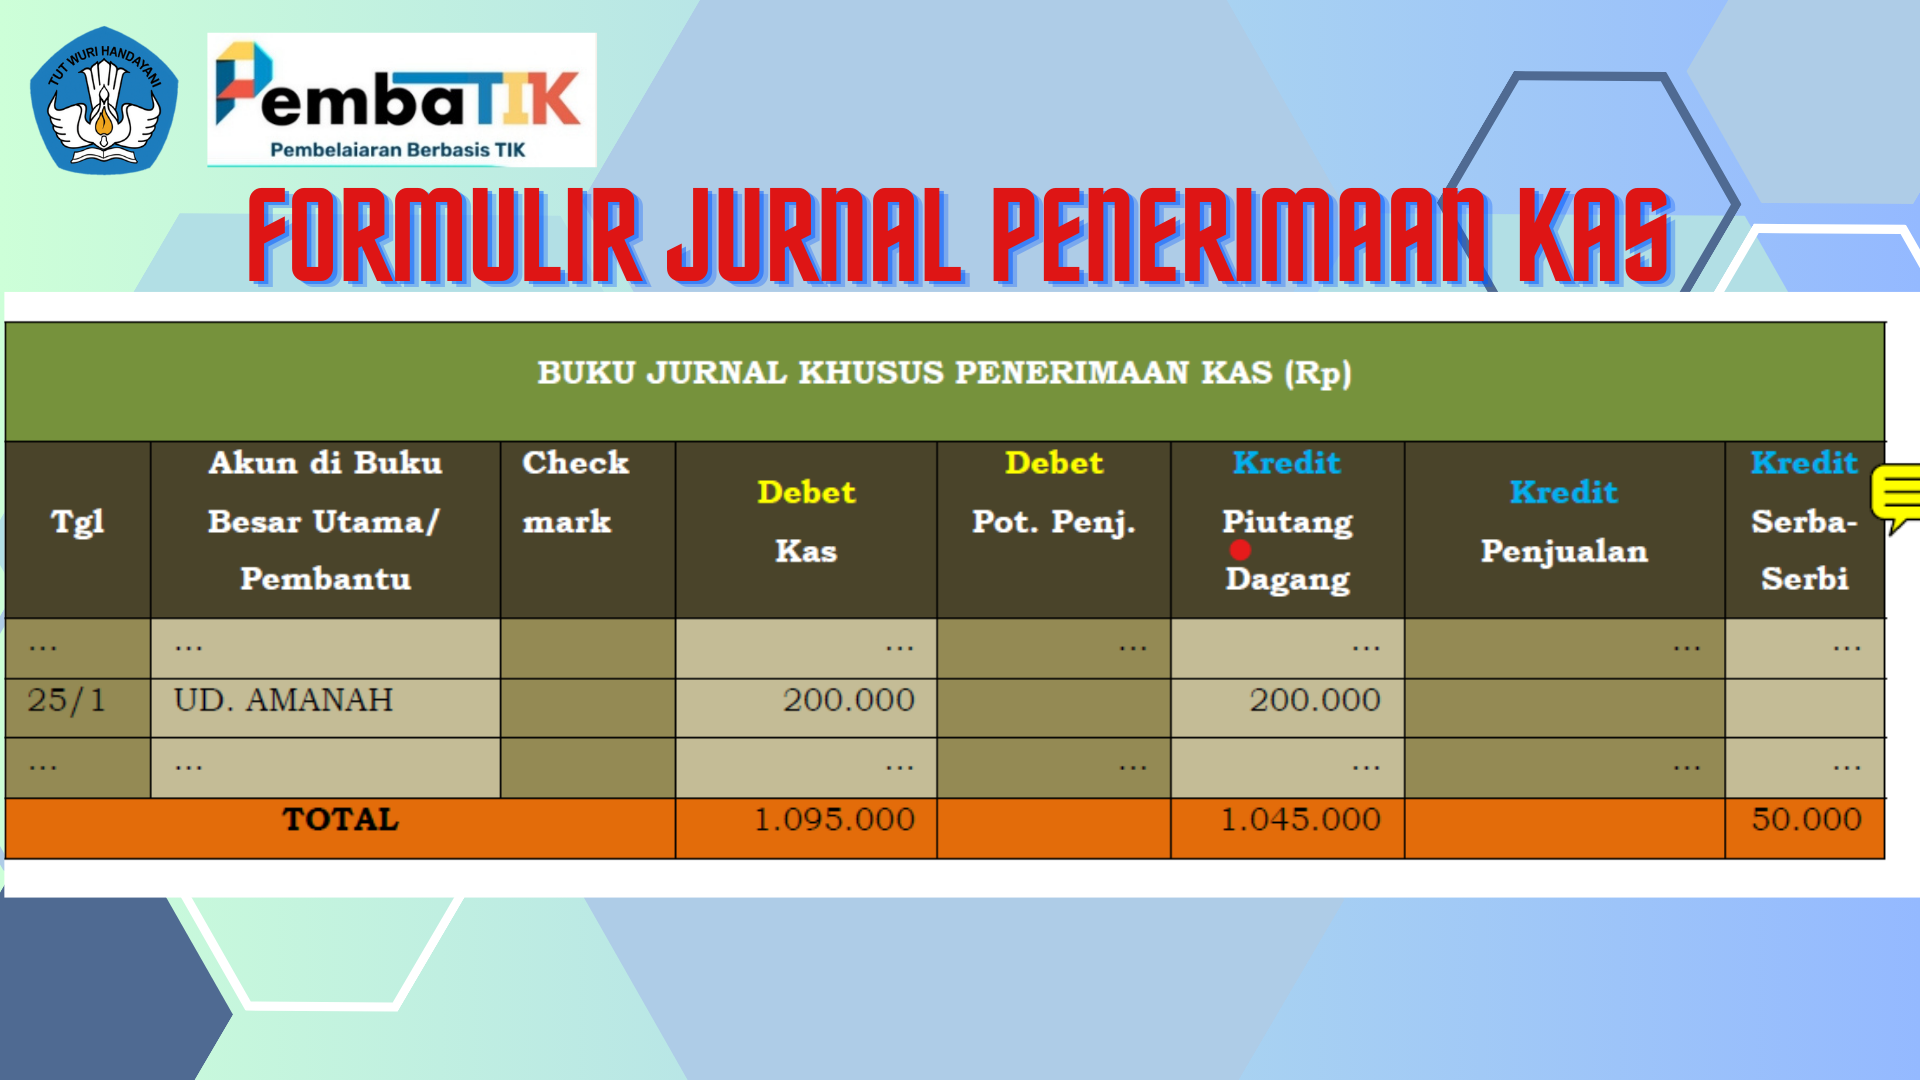 TUT WURI HANDAYANI
PembaTIK
Pembelaiaran Berbasis TIK
FORMULIR JURNAL PENERIMAAN KAS
BUKU JURNAL KHUSUS PENERIMAAN KAS (Rp)
Tgl
Akun di Buku
Besar Utama/
Pembantu
Check
mark
Debet
Kas
Debet
Pot. Penj.
Kredit
Piutang
Dagang
Kredit
Penjualan
Kredit
Serba-
Serbi
... ... ... ... ... ... ...
25/1 UD. AMANAH 200.000 200.000
... ... ... ... ... ... ...
TOTAL 1.095.000 1.045.000 50.000